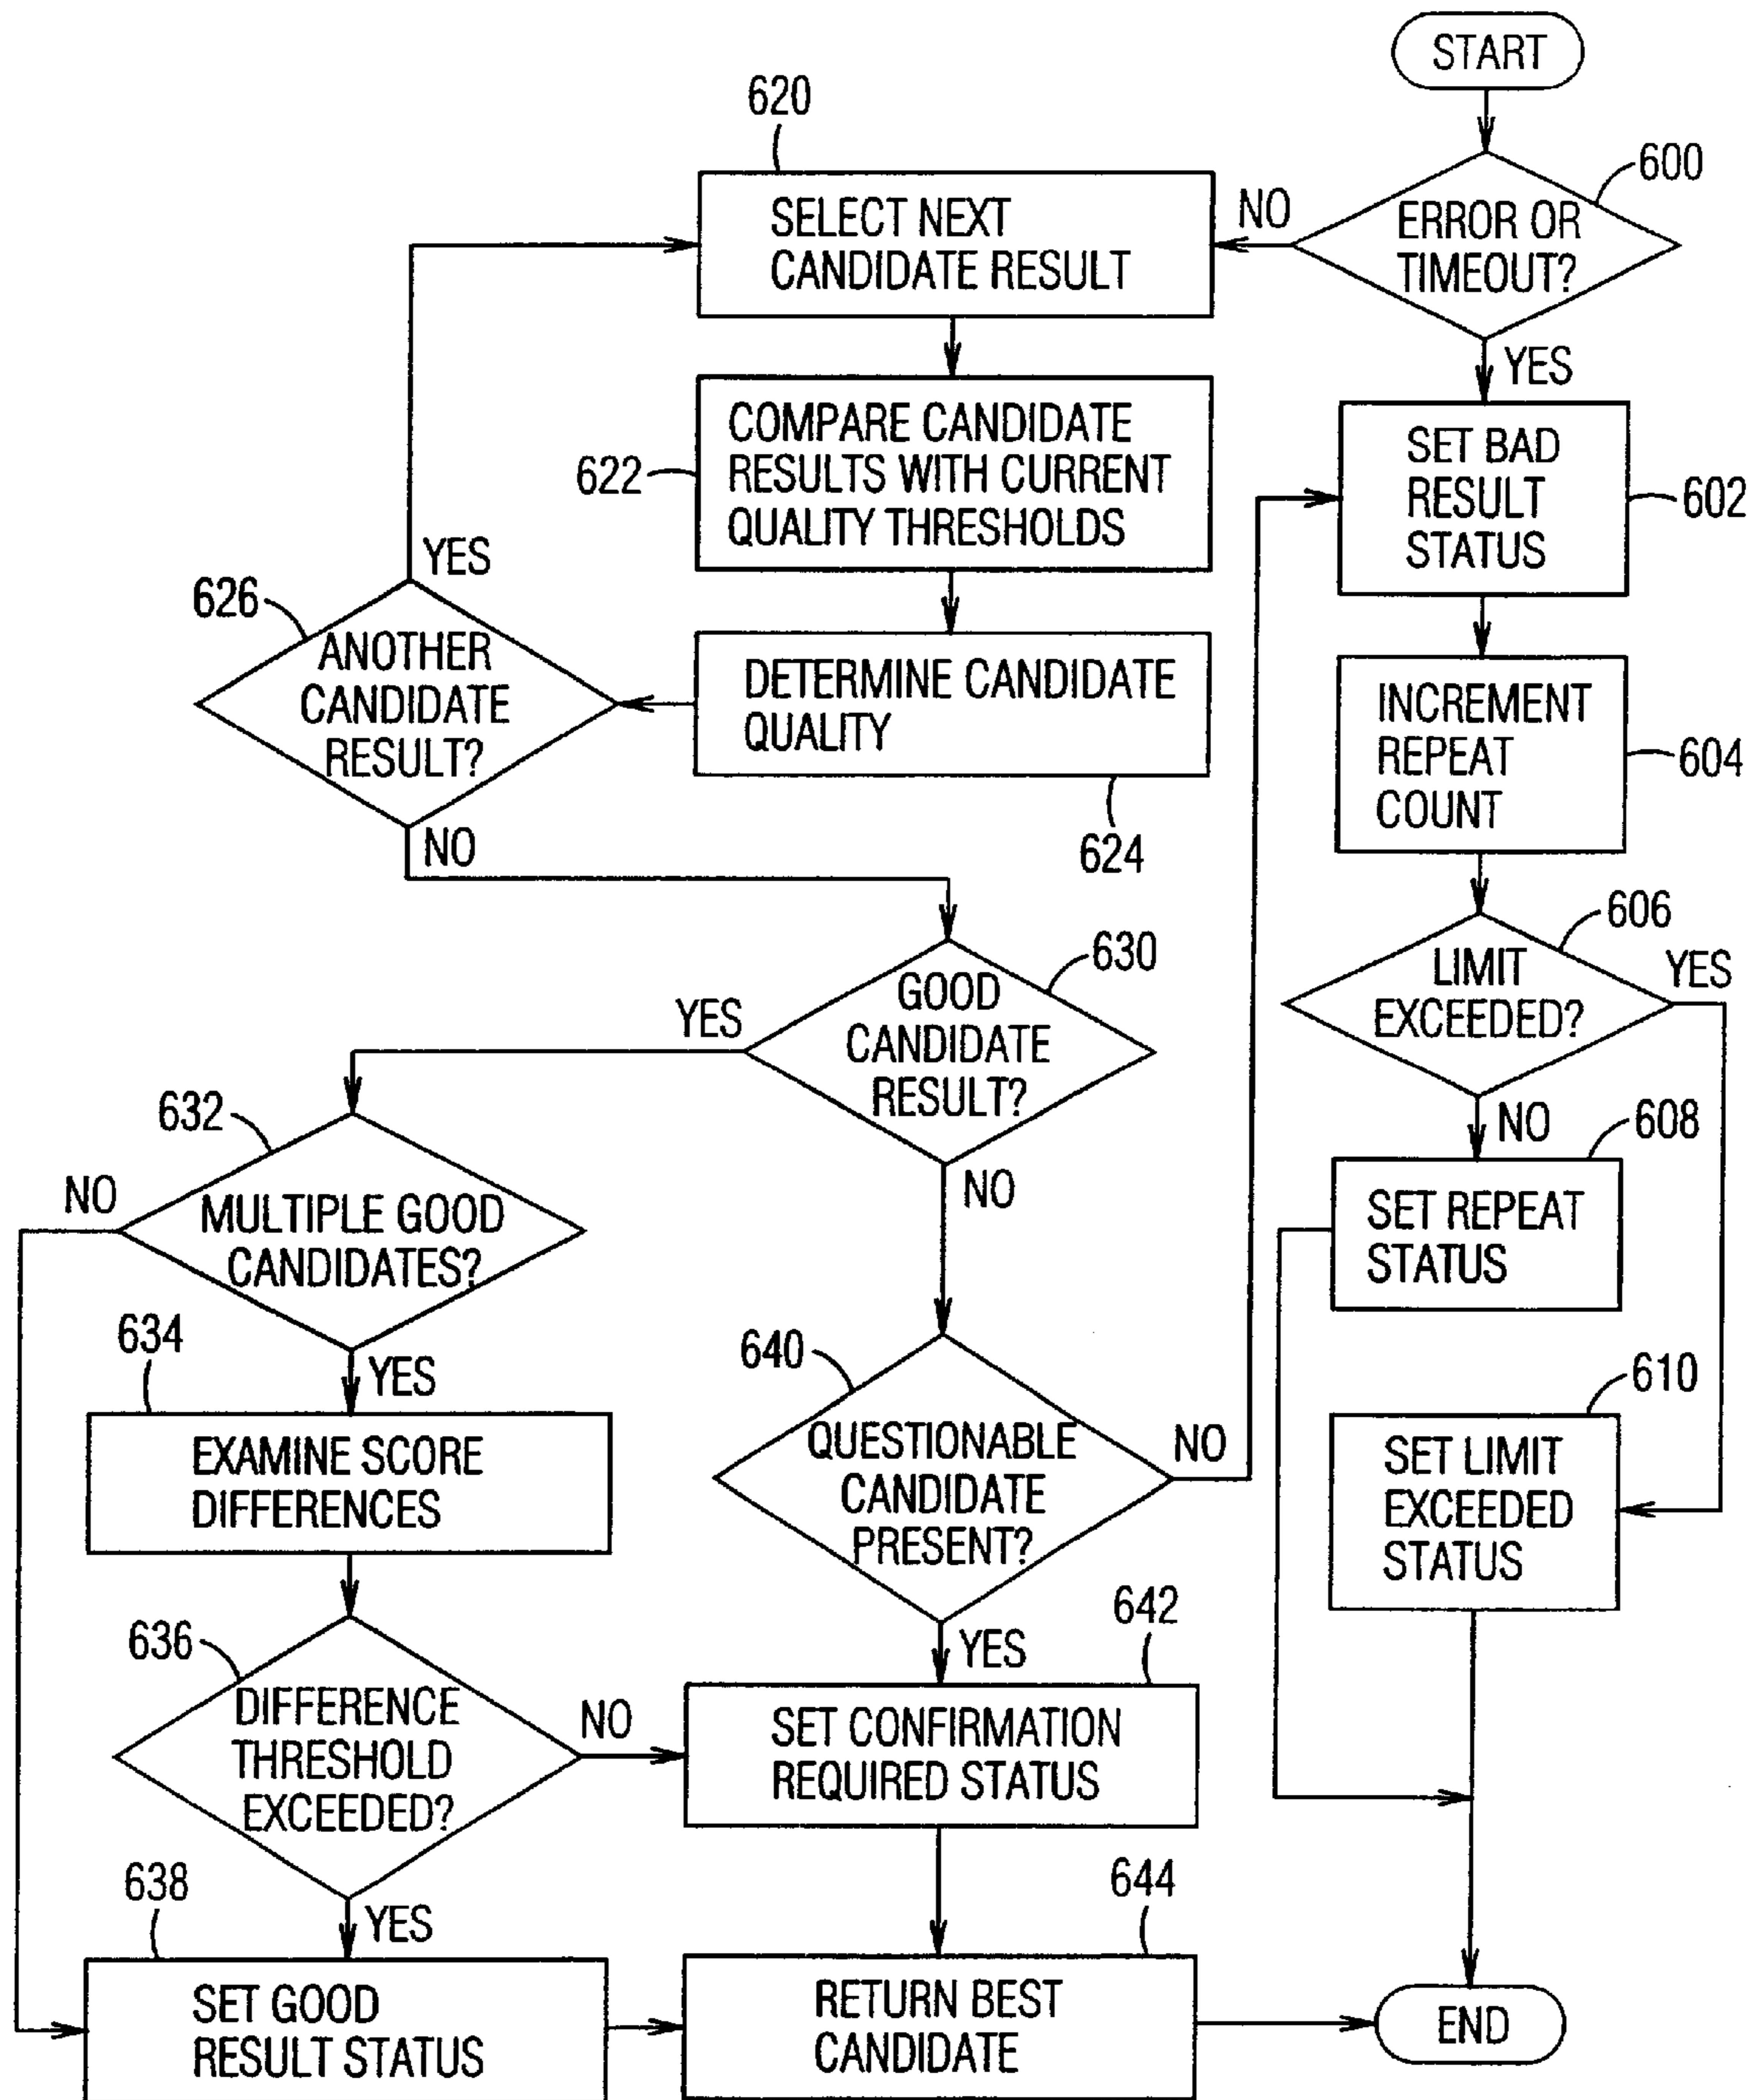 START
600
ERROR OR
TIMEOUT?
NO
YES
620
SELECT NEXT
CANDIDATE RESULT
622
COMPARE CANDIDATE
RESULTS WITH CURRENT
QUALITY THRESHOLDS
SET BAD
RESULT
STATUS
602
626
YES
ANOTHER
CANDIDATE
RESULT?
NO
DETERMINE CANDIDATE
QUALITY
624
INCREMENT
REPEAT
COUNT
604
606
LIMIT
EXCEEDED?
YES
NO
630
GOOD
CANDIDATE
RESULT?
YES
NO
608
SET REPEAT
STATUS
632
NO
MULTIPLE GOOD
CANDIDATES?
YES
634
EXAMINE SCORE
DIFFERENCES
640
QUESTIONABLE
CANDIDATE
PRESENT?
NO
YES
610
SET LIMIT
EXCEEDED
STATUS
636
DIFFERENCE
THRESHOLD
EXCEEDED?
NO
YES
642
SET CONFIRMATION
REQUIRED STATUS
638
SET GOOD
RESULT STATUS
644
RETURN BEST
CANDIDATE
END